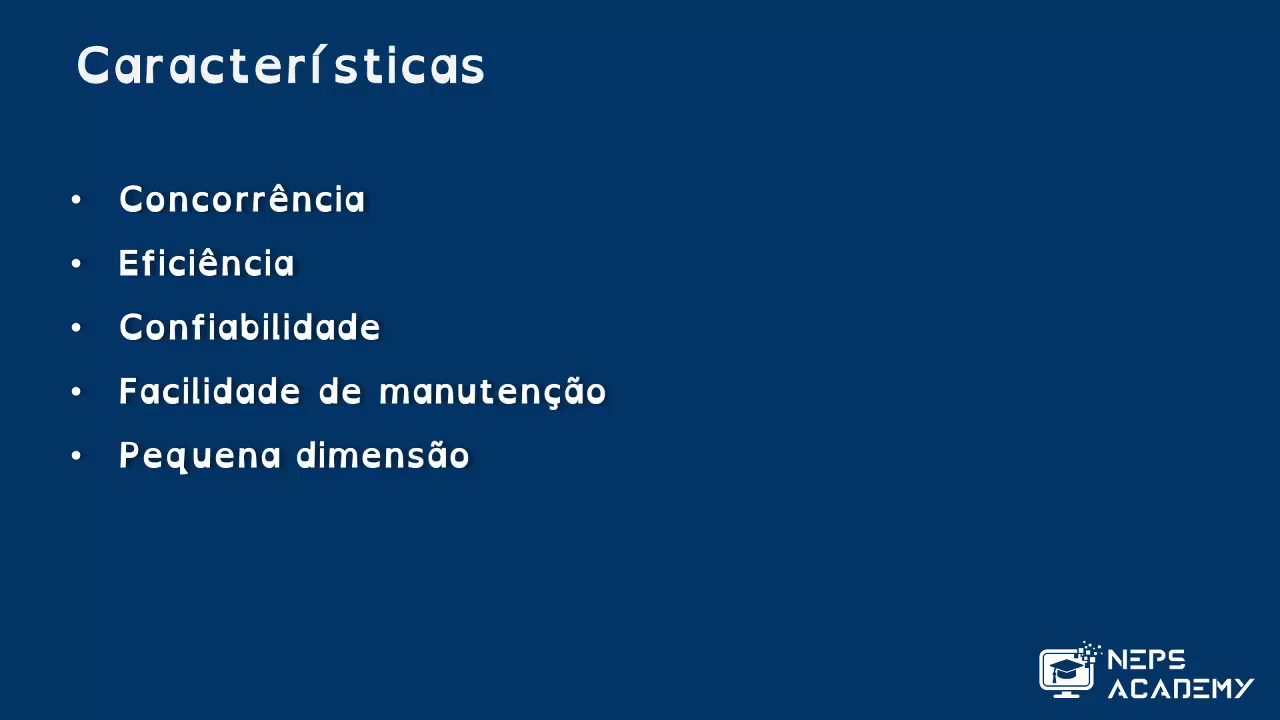 Características
• Concorrência
• Eficiência
• Confiabilidade
• Facilidade de manutenção
• Pequena dimensão
NEPS
ACADEMY